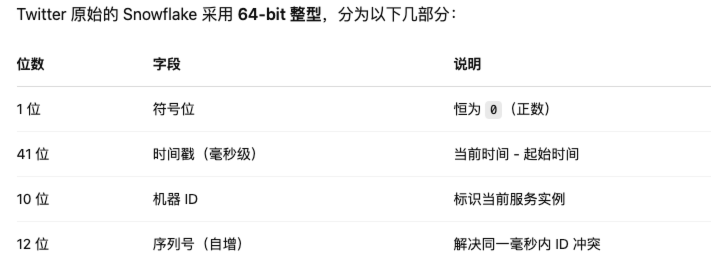 Twitter 原始的 Snowflake 采用 64-bit 整型，分为以下几部分：
位数 字段 说明
1 位 符号位 恒为 0（正数）
41 位 时间戳（毫秒级） 当前时间 - 起始时间
10 位 机器 ID 标识当前服务实例
12 位 序列号（自增） 解决同一毫秒内 ID 冲突